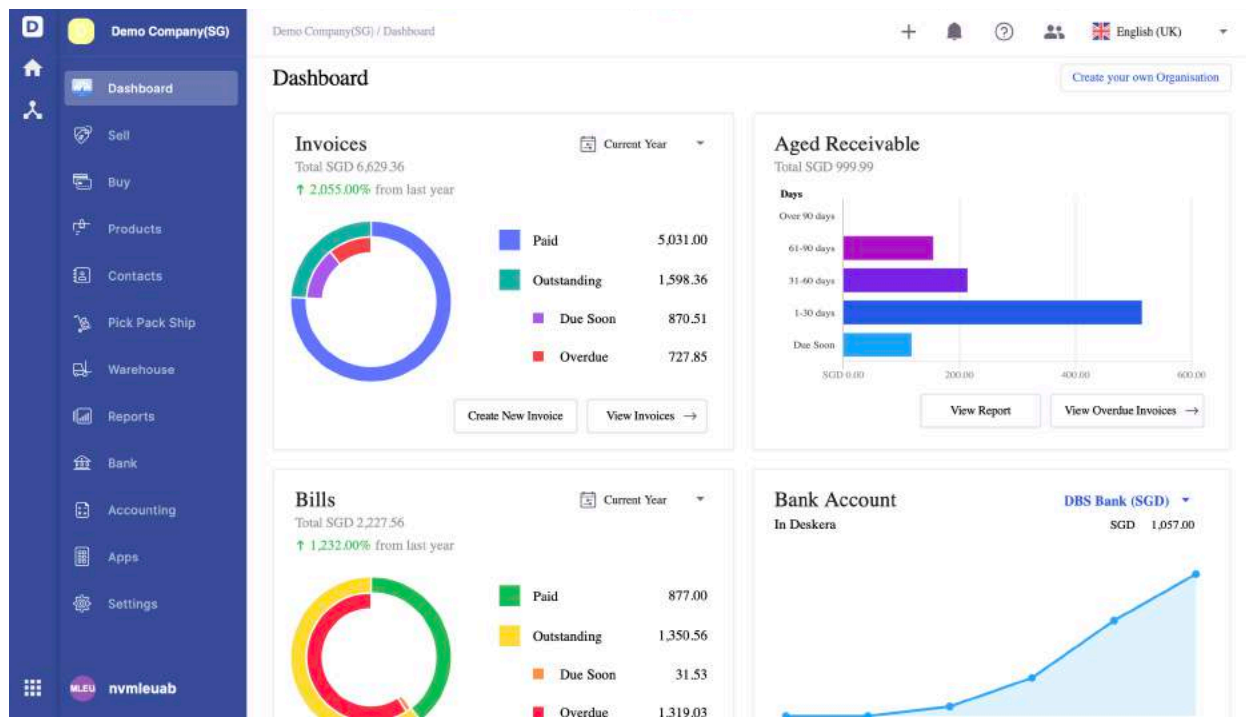 D
Demo Company(SG)
Demo Company(SG) / Dashboard
English (UK)
Dashboard
Sell
Buy
Products
Contacts
Pick Pack Ship
Warehouse
Reports
Bank
Accounting
Apps
Settings
MLEU
nvmleuab
Dashboard
Create your own Organisation
Invoices
Current Year
Total SGD 6,629.36
↑ 2,055.00% from last year
Paid 5,031.00
Outstanding 1,598.36
Due Soon 870.51
Overdue 727.85
Create New Invoice
View Invoices →
Aged Receivable
Total SGD 999.99
Days
Over 90 days
61-90 days
31-60 days
1-30 days
Due Soon
SGD 0.00 200.00 400.00 600.00
View Report
View Overdue Invoices →
Bills
Current Year
Total SGD 2,227.56
↑ 1,232.00% from last year
Paid 877.00
Outstanding 1,350.56
Due Soon 31.53
Overdue 1,319.03
Bank Account
DBS Bank (SGD)
In Deskera
SGD 1,057.00